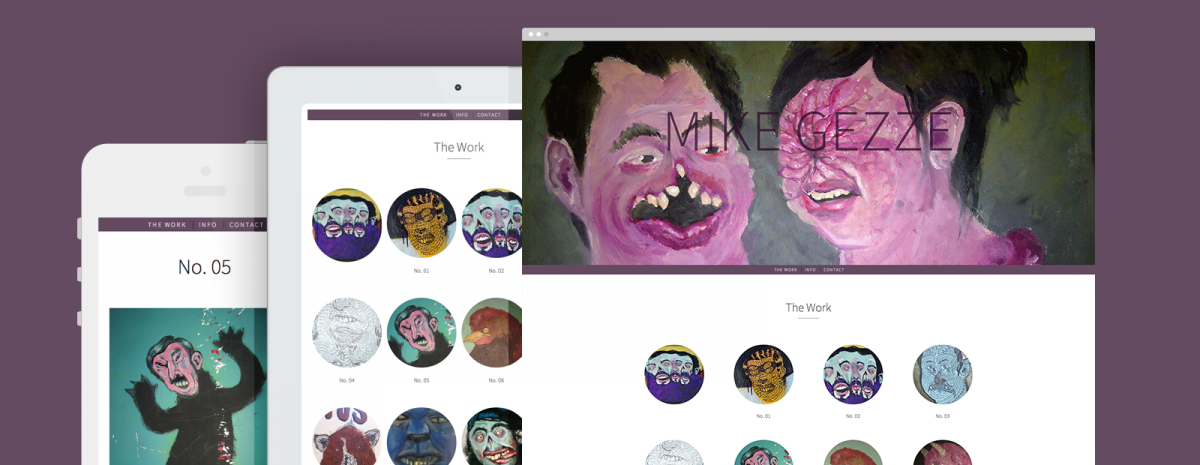 THE WORK INFO CONTACT
No. 05
THE WORK INFO CONTACT
The Work
No. 01
No. 02
No. 04
No. 05
No. 06
MIKE GEZZE
THE WORK INFO CONTACT
The Work
No. 01
No. 02
No. 03